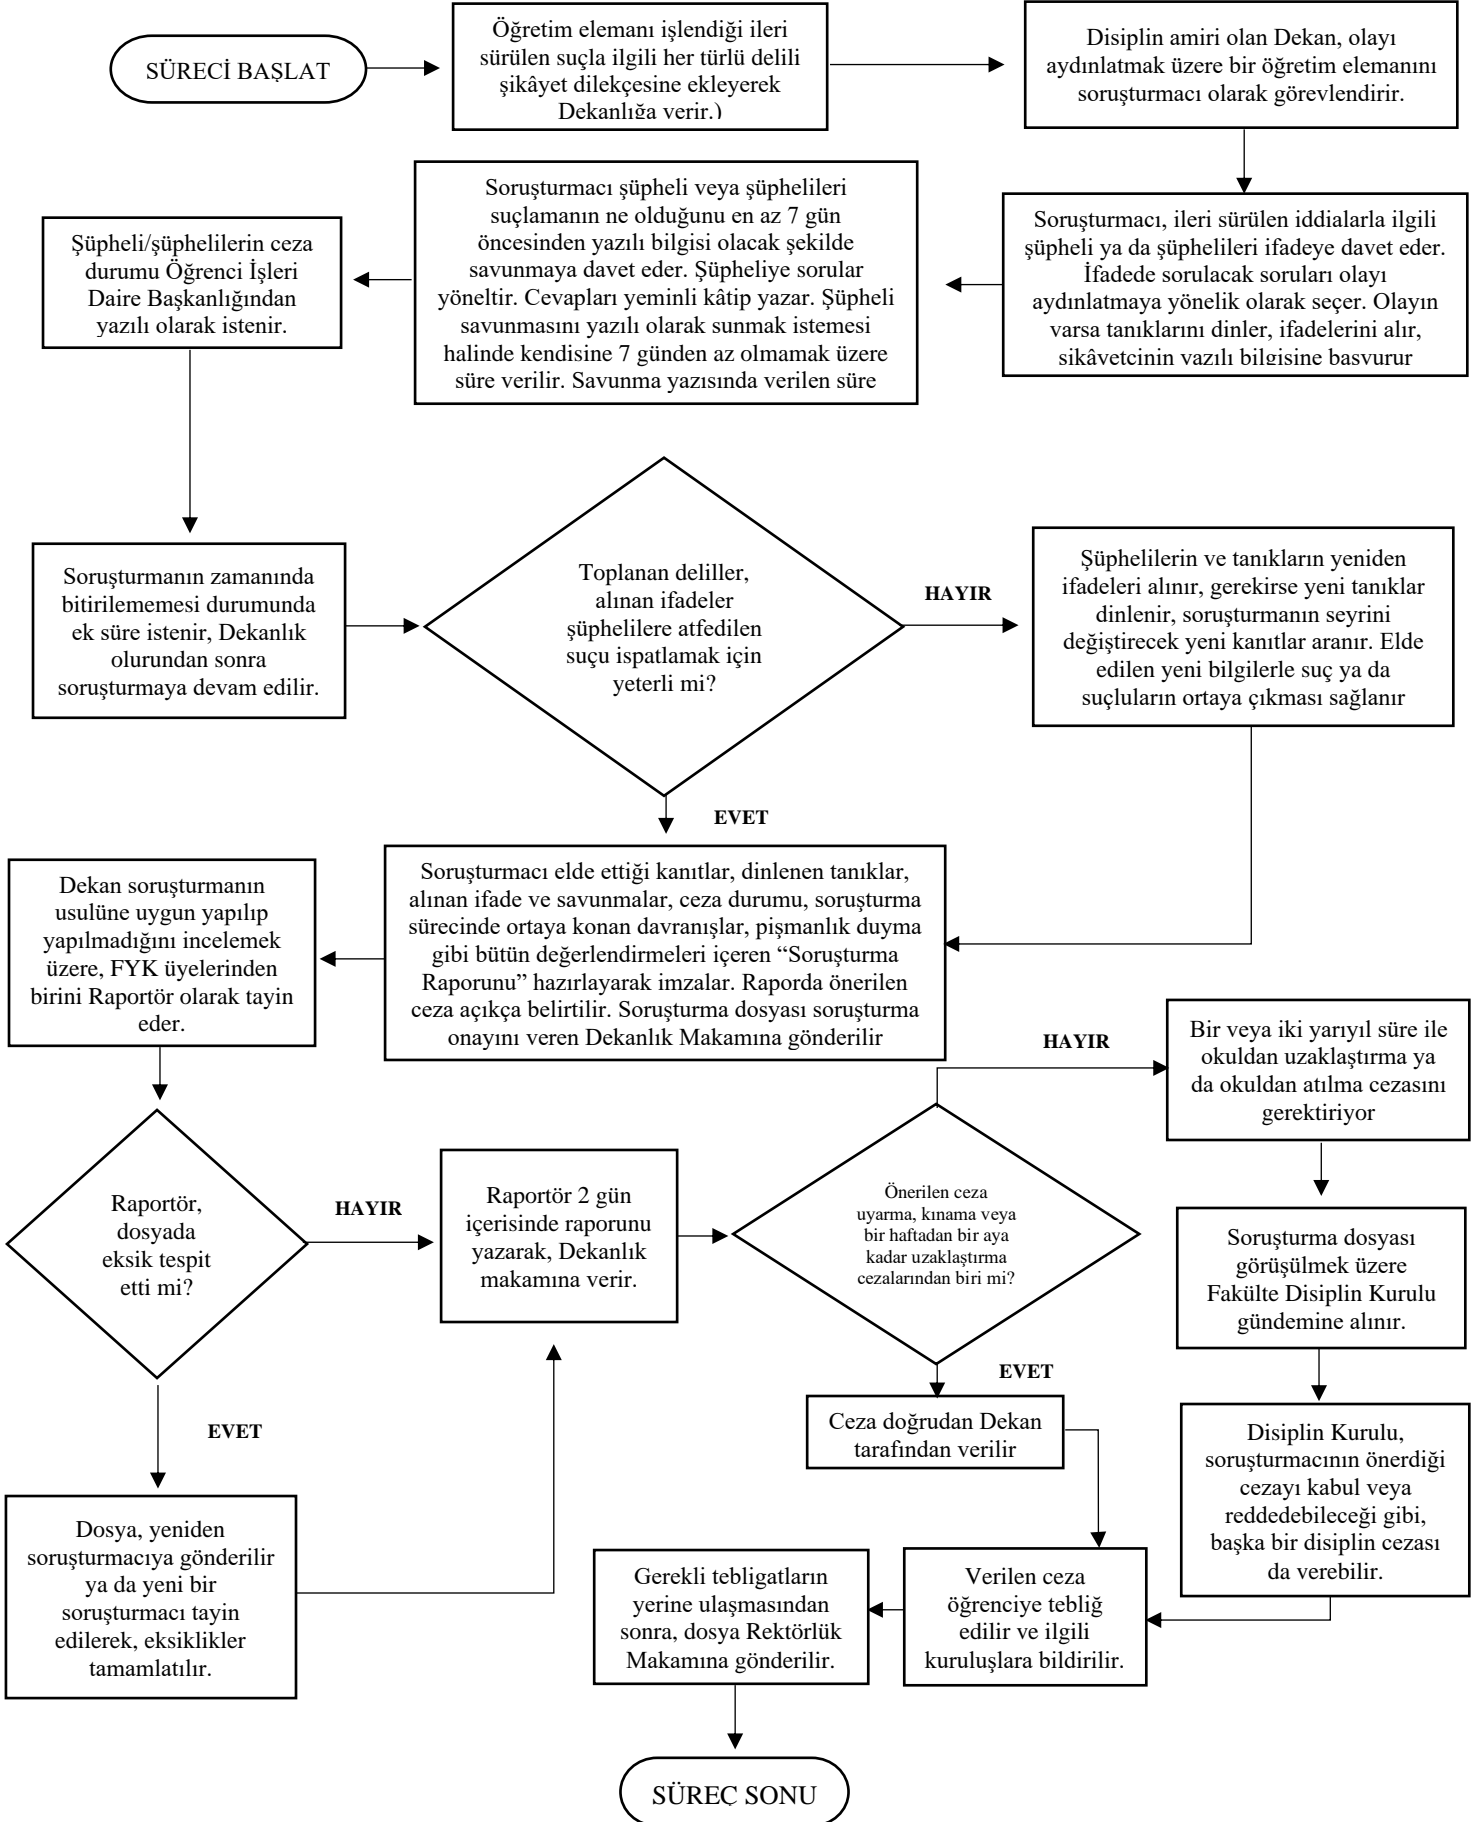 SÜRECİ BAŞLAT
Öğretim elemanı işlendiği ileri
sürülen suçla ilgili her türlü delili
şikâyet dilekçesine ekleyerek
Dekanlığa verir.)
Disiplin amiri olan Dekan, olayı
aydınlatmak üzere bir öğretim elemanını
soruşturmacı olarak görevlendirir.
Soruşturmacı, ileri sürülen iddialarla ilgili
şüpheli ya da şüphelileri ifadeye davet eder.
İfadede sorulacak soruları olayı
aydınlatmaya yönelik olarak seçer. Olayın
varsa tanıklarını dinler, ifadelerini alır,
şikâyetçinin yazılı bilgisine başvurur
Soruşturmacı şüpheli veya şüphelileri
suçlamanın ne olduğunu en az 7 gün
öncesinden yazılı bilgisi olacak şekilde
savunmaya davet eder. Şüpheliye sorular
yöneltir. Cevapları yeminli kâtip yazar. Şüpheli
savunmasını yazılı olarak sunmak istemesi
halinde kendisine 7 günden az olmamak üzere
süre verilir. Savunma yazısında verilen süre
Şüpheli/şüphelilerin ceza
durumu Öğrenci İşleri
Daire Başkanlığından
yazılı olarak istenir.
Soruşturmanın zamanında
bitirilememesi durumunda
ek süre istenir, Dekanlık
olurundan sonra
soruşturmaya devam edilir.
Toplanan deliller,
alınan ifadeler
şüphelilere atfedilen
suçu ispatlamak için
yeterli mi?
HAYIR
Şüphelilerin ve tanıkların yeniden
ifadeleri alınır, gerekirse yeni tanıklar
dinlenir, soruşturmanın seyrini
değiştirecek yeni kanıtlar aranır. Elde
edilen yeni bilgilerle suç ya da
suçluların ortaya çıkması sağlanır
EVET
Soruşturmacı elde ettiği kanıtlar, dinlenen tanıklar,
alınan ifade ve savunmalar, ceza durumu, soruşturma
sürecinde ortaya konan davranışlar, pişmanlık duyma
gibi bütün değerlendirmeleri içeren “Soruşturma
Raporunu” hazırlayarak imzalar. Raporda önerilen
ceza açıkça belirtilir. Soruşturma dosyası soruşturma
onayını veren Dekanlık Makamına gönderilir
Dekan soruşturmanın
usulüne uygun yapılıp
yapılmadığını incelemek
üzere, FYK üyelerinden
birini Raportör olarak tayin
eder.
Raportör,
dosyada
eksik tespit
etti mi?
HAYIR
Raportör 2 gün
içerisinde raporunu
yazarak, Dekanlık
makamına verir.
EVET
Dosya, yeniden
soruşturmacıya gönderilir
ya da yeni bir
soruşturmacı tayin
edilerek, eksiklikler
tamamlatılır.
Önerilen ceza
uyarma, kınama veya
bir haftadan bir aya
kadar uzaklaştırma
cezalarından biri mi?
HAYIR
Bir veya iki yarıyıl süre ile
okuldan uzaklaştırma ya
da okuldan atılma cezasını
gerektiriyor
Soruşturma dosyası
görüşülmek üzere
Fakülte Disiplin Kurulu
gündemine alınır.
Disiplin Kurulu,
soruşturmacının önerdiği
cezayı kabul veya
reddedebileceği gibi,
başka bir disiplin cezası
da verebilir.
EVET
Ceza doğrudan Dekan
tarafından verilir
Verilen ceza
öğrenciye tebliğ
edilir ve ilgili
kuruluşlara bildirilir.
Gerekli tebligatların
yerine ulaşmasından
sonra, dosya Rektörlük
Makamına gönderilir.
SÜREÇ SONU